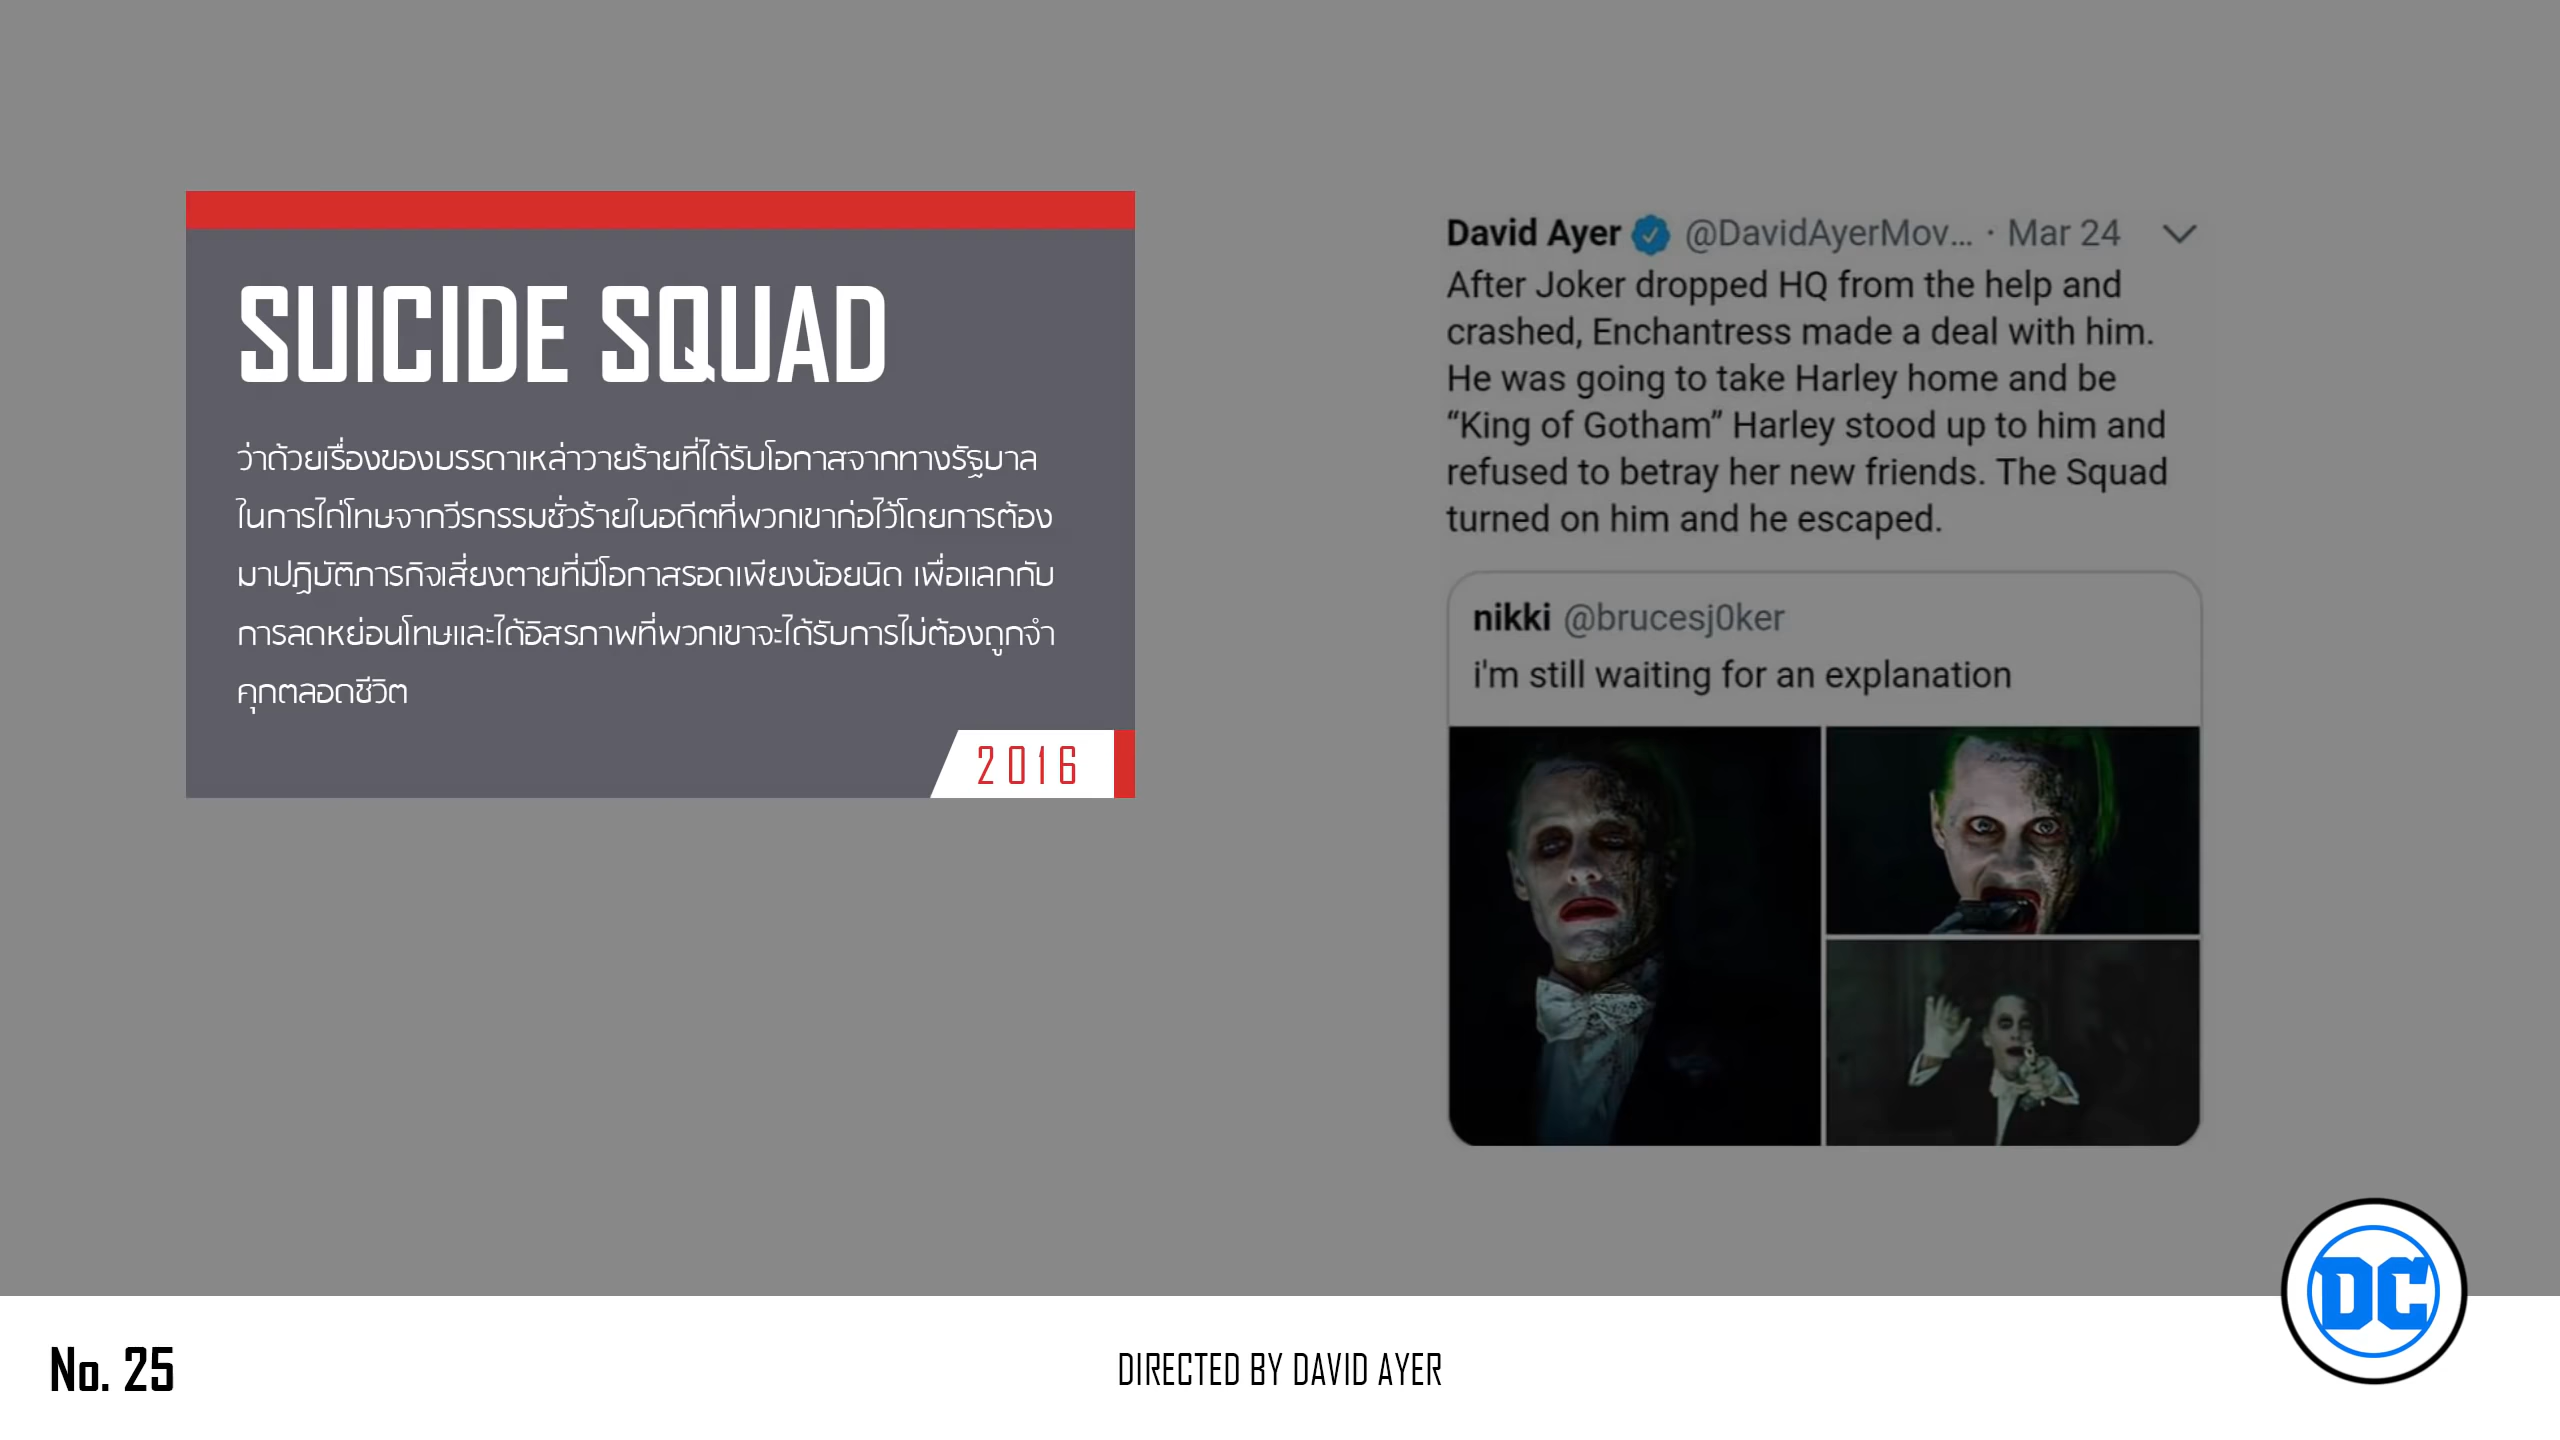 SUICIDE SQUAD
ว่าด้วยเรื่องของบรรดาเหล่าวายร้ายที่ได้รับโอกาสจากทางรัฐบาล
ในการไถ่โทษจากวีรกรรมชั่วร้ายในอดีตที่พวกเขาก่อไว้โดยการต้อง
มาปฏิบัติภารกิจเสี่ยงตายที่มีโอกาสรอดเพียงน้อยนิด เพื่อแลกกับ
การลดหย่อนโทษและได้อิสรภาพที่พวกเขาจะได้รับการไม่ต้องถูกจำ
คุกตลอดชีวิต
2016
David Ayer @DavidAyerMov... · Mar 24
After Joker dropped HQ from the help and
crashed, Enchantress made a deal with him.
He was going to take Harley home and be
“King of Gotham” Harley stood up to him and
refused to betray her new friends. The Squad
turned on him and he escaped.
nikki @brucesj0ker
i'm still waiting for an explanation
No. 25
DIRECTED BY DAVID AYER
DC